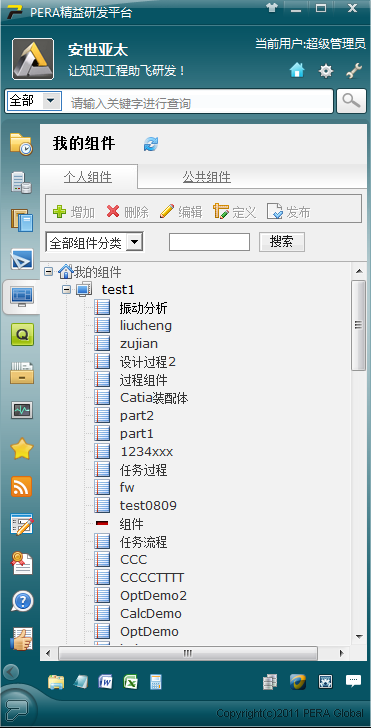 PERA精益研发平台
安世亚太
当前用户:超级管理员
让知识工程助飞研发！
全部 请输入关键字进行查询
我的组件
个人组件 公共组件
增加 删除 编辑 定义 发布
全部组件分类 搜索
我的组件
test1
振动分析
liucheng
zujian
设计过程2
过程组件
Catia装配体
part2
part1
1234xxx
任务过程
fw
test0809
组件
任务流程
CCC
CCCCTTTT
OptDemo2
CalcDemo
OptDemo
Copyright(c)2011 PERA Global